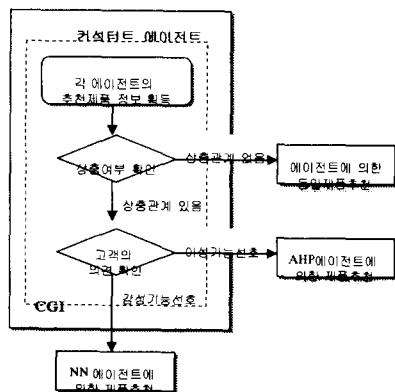 컨설턴트 에이전트
각 에이전트의
추천제품 정보 획득
상충여부 확인
상충관계 없음
에이전트에 의한
동일제품추천
상충관계 있음
고객의
의견 확인
이성기능선호
AHP에이전트에
의한 제품추천
감성기능선호
CGI
NN 에이전트에
의한 제품추천